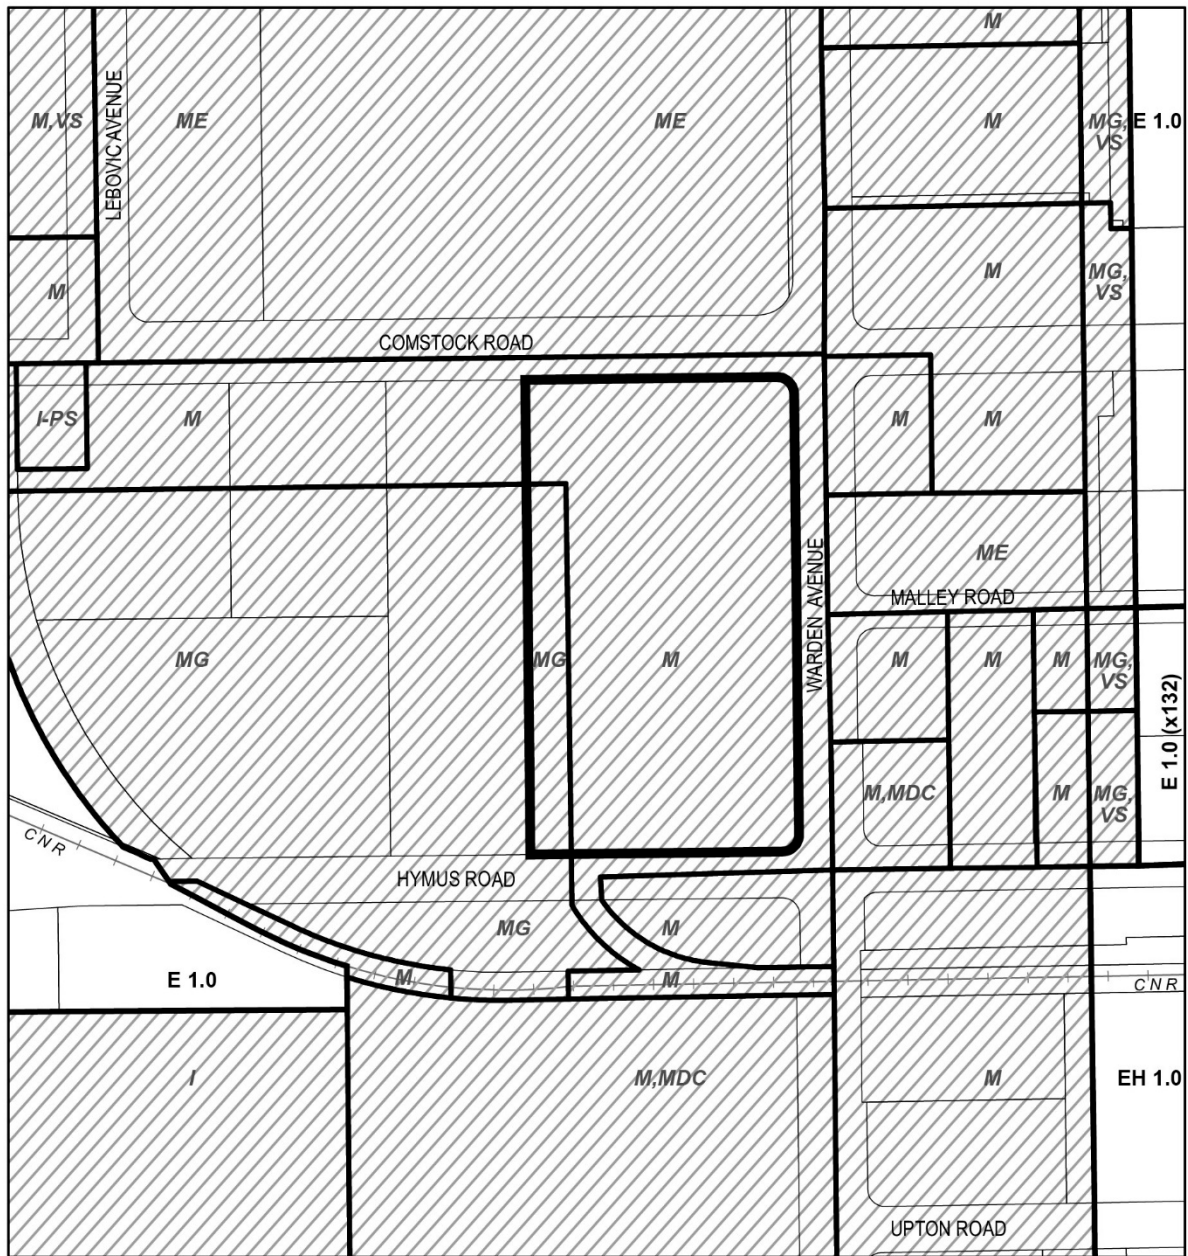 M
M,VS
LEBOVIC AVENUE
ME
ME
M
MG,
VS
E 1.0
M
M
MG,
VS
COMSTOCK ROAD
I-PS
M
M
M
ME
WARDEN AVENUE
MALLEY ROAD
MG
MG
M
M
M
M
MG,
VS
E 1.0 (x132)
M,MDC
M
MG,
VS
CNR
HYMUS ROAD
MG
M
E 1.0
M
M
CNR
I
M,MDC
M
EH 1.0
UPTON ROAD